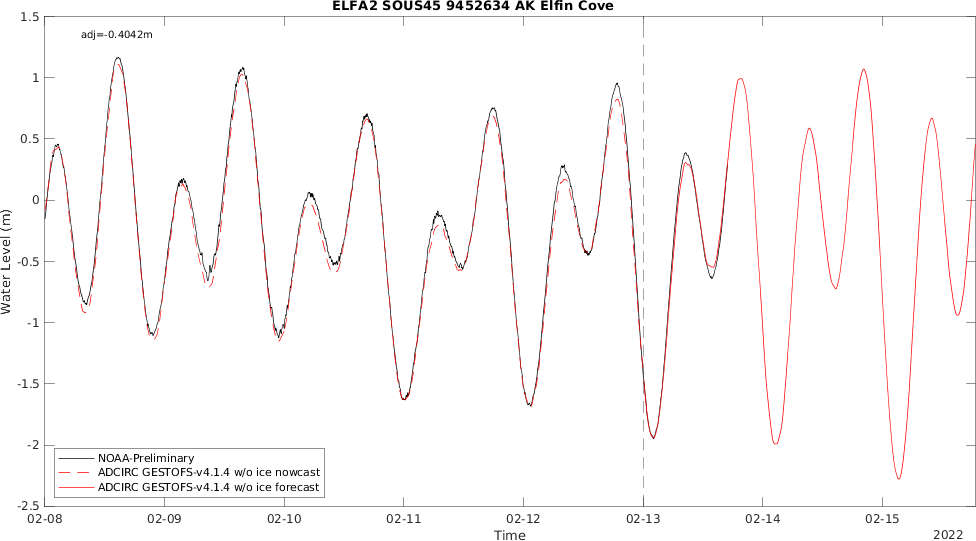 ELFA2 SOUS45 9452634 AK Elfin Cove
adj=-0.4042m
1.5
1
0.5
0
-0.5
-1
-1.5
-2
-2.5
Water Level (m)
NOAA-Preliminary
ADCIRC GESTOFS-v4.1.4 w/o ice nowcast
ADCIRC GESTOFS-v4.1.4 w/o ice forecast
02-08 02-09 02-10 02-11 02-12 02-13 02-14 02-15
Time
2022